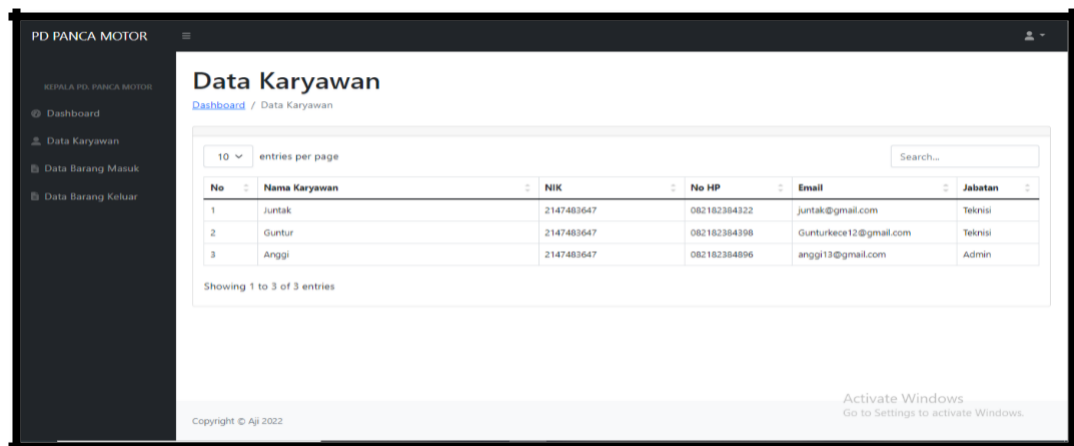 PD PANCA MOTOR
KEPALA PD. PANCA MOTOR
Dashboard
Data Karyawan
Data Barang Masuk
Data Barang Keluar
Data Karyawan
Dashboard / Data Karyawan
10 entries per page Search...
No Nama Karyawan NIK No HP Email Jabatan
1 Juntak 2147483647 082182384322 juntak@gmail.com Teknisi
2 Guntur 2147483647 082182384398 Gunturkece12@gmail.com Teknisi
3 Anggi 2147483647 082182384896 anggi13@gmail.com Admin
Showing 1 to 3 of 3 entries
Activate Windows
Go to Settings to activate Windows.
Copyright © Aji 2022